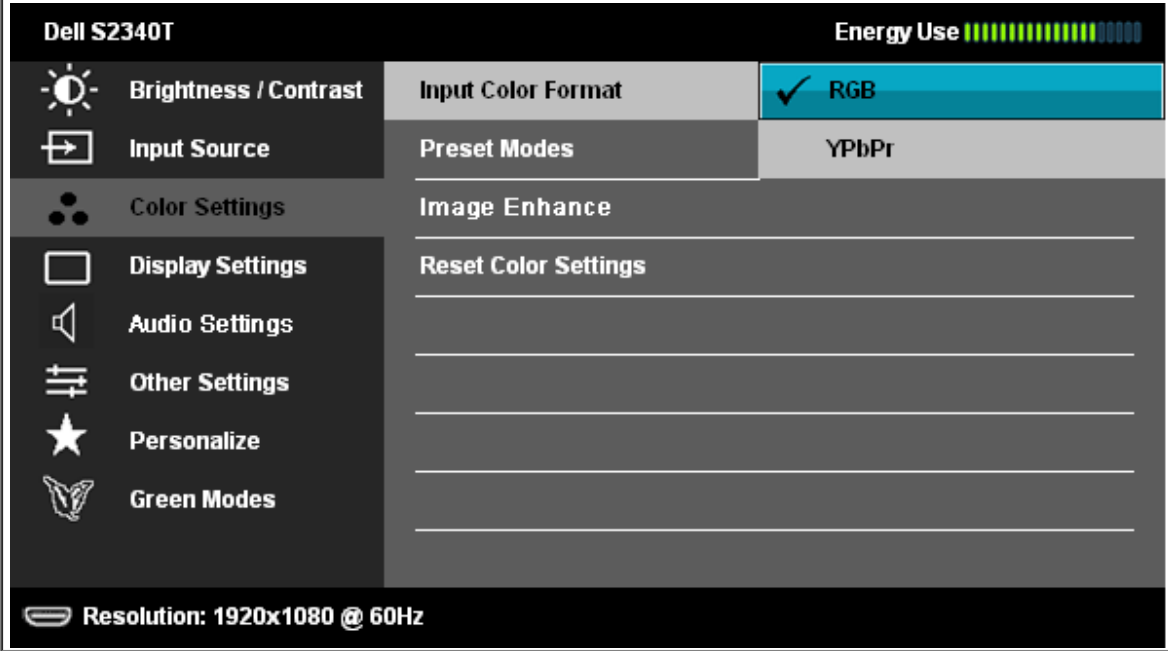 Dell S2340T Energy Use
Brightness / Contrast Input Color Format RGB
Input Source Preset Modes YPbPr
Color Settings Image Enhance
Display Settings Reset Color Settings
Audio Settings
Other Settings
Personalize
Green Modes
Resolution: 1920x1080 @ 60Hz